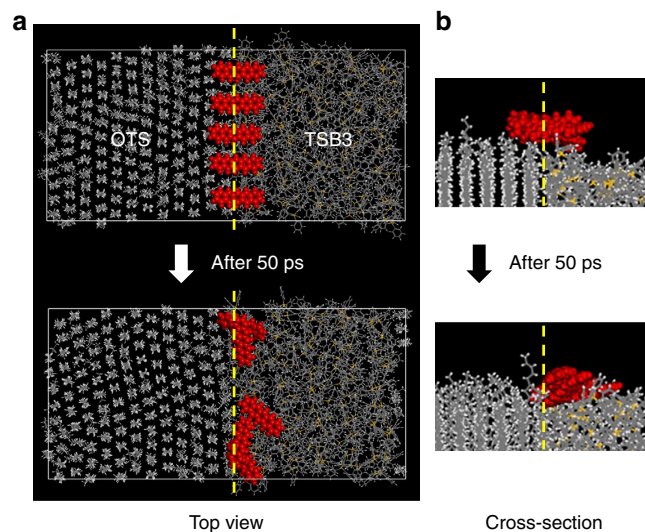 a
b
OTS
TSB3
After 50 ps
After 50 ps
Top view
Cross-section